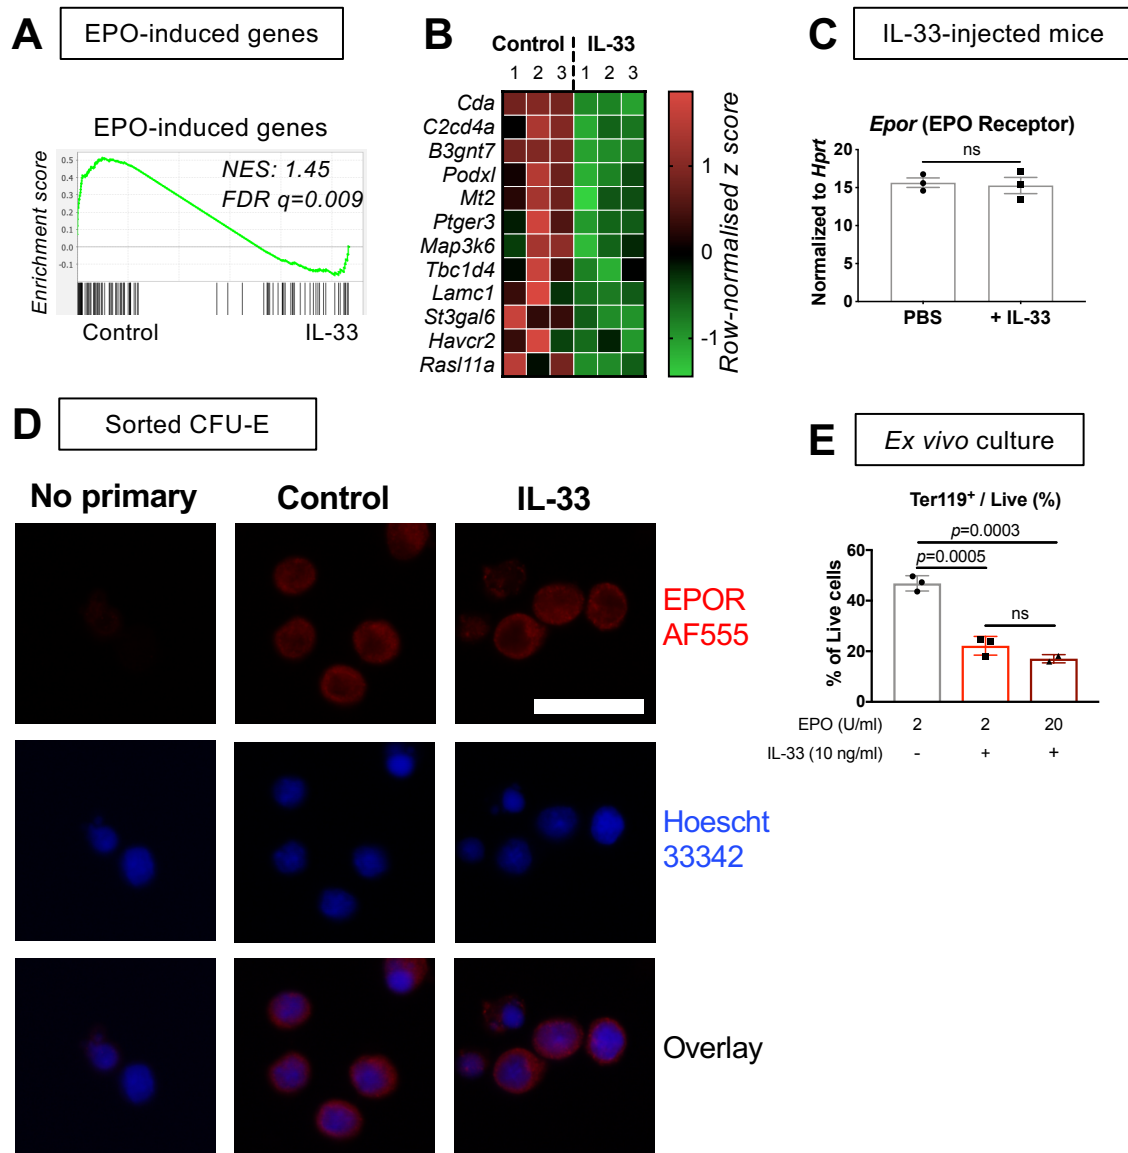 A
EPO-induced genes
EPO-induced genes
NES: 1.45
FDR q=0.009
Enrichment score
0.5
0.4
0.3
0.2
0.1
0.0
-0.1
Control
IL-33
B
Control
IL-33
1 2 3 1 2 3
Cda
C2cd4a
B3gnt7
Podxl
Mt2
Ptger3
Map3k6
Tbc1d4
Lamc1
St3gal6
Havcr2
Rasl11a
1
0
-1
Row-normalised z score
C
IL-33-injected mice
Epor (EPO Receptor)
ns
Normalized to Hprt
20
15
10
5
0
PBS
+ IL-33
D
Sorted CFU-E
No primary
Control
IL-33
EPOR
AF555
Hoescht
33342
Overlay
E
Ex vivo culture
Ter119+ / Live (%)
p=0.0003
p=0.0005
ns
% of Live cells
60
40
20
0
EPO (U/ml) 2 2 20
IL-33 (10 ng/ml) - + +